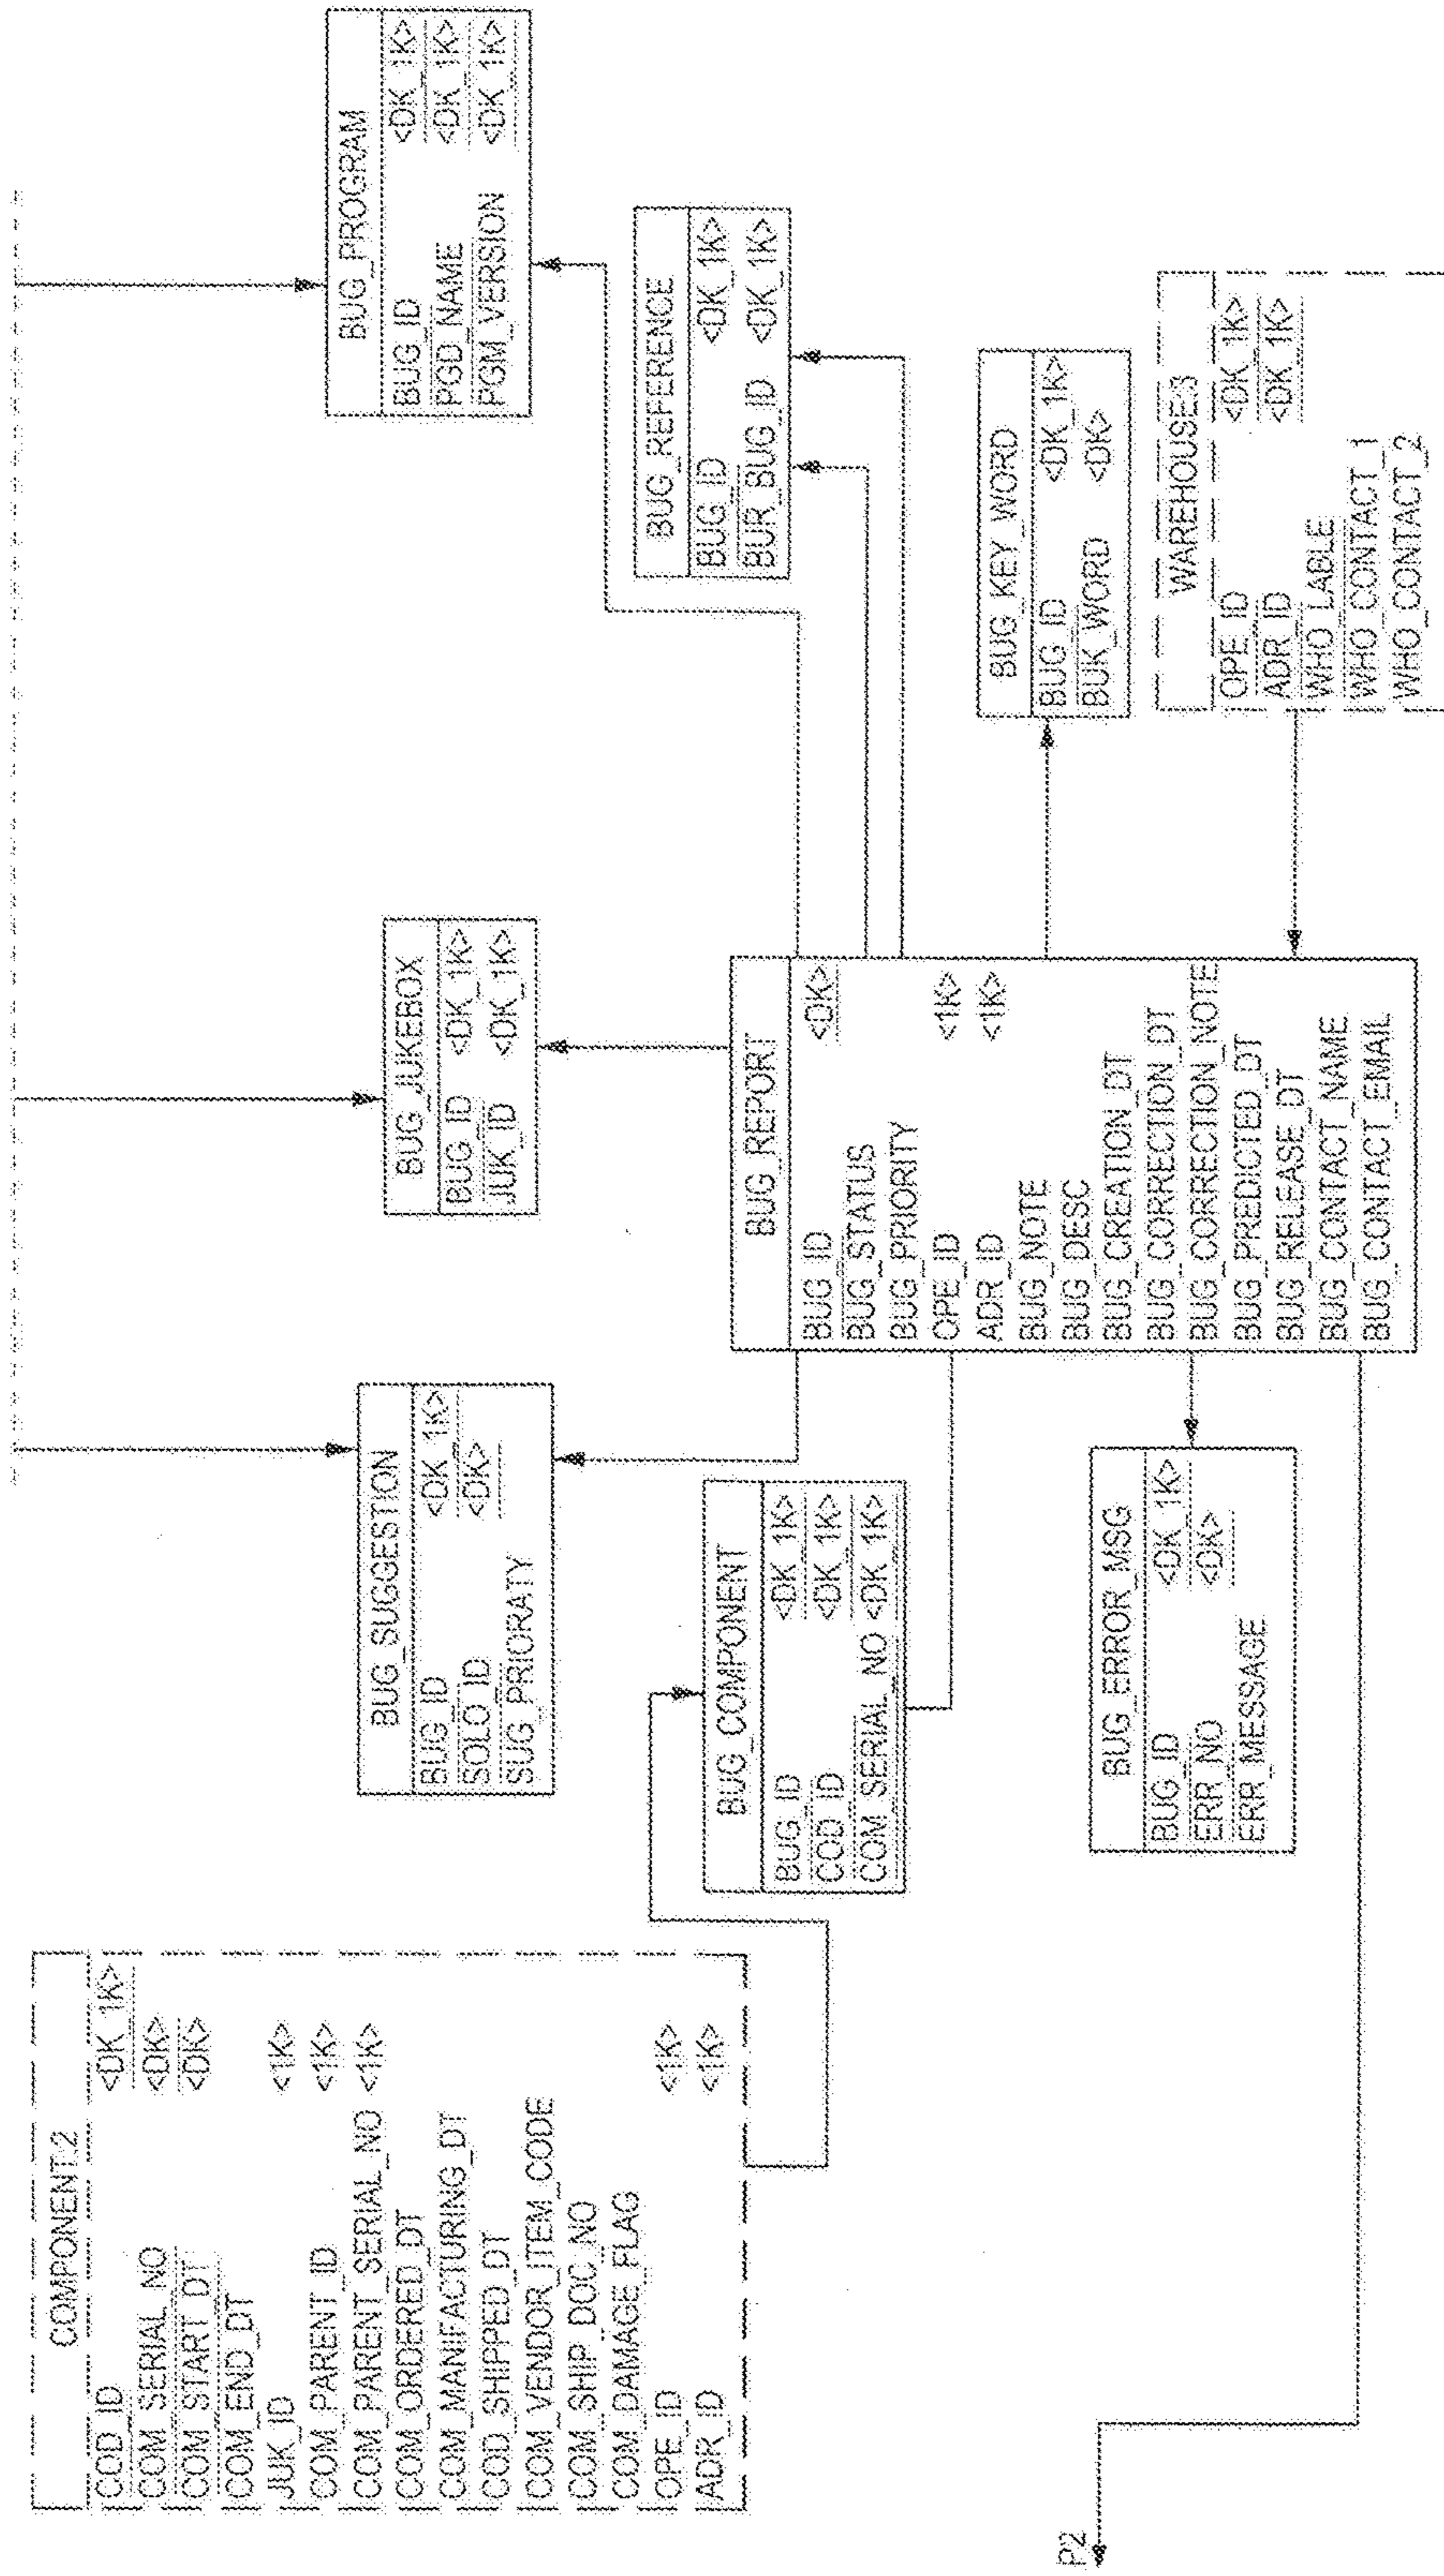 COMPONENT:2
COD_ID <DK_1K>
COM_SERIAL_NO <DK>
COM_START_DT <DK>
COM_END_DT
JUK_ID <1K>
COM_PARENT_ID <1K>
COM_PARENT_SERIAL_NO <1K>
COM_ORDERED_DT
COM_MANIFACTURING_DT
COD_SHIPPED_DT
COM_VENDOR_ITEM_CODE
COM_SHIP_DOC_NO
COM_DAMAGE_FLAG
OPE_ID <1K>
ADR_ID <1K>
BUG_SUGGESTION
BUG_ID <DK_1K>
SOLO_ID <DK>
SUG_PRIORATY
BUG_JUKEBOX
BUG_ID <DK_1K>
JUK_ID <DK_1K>
BUG_PROGRAM
BUG_ID <DK_1K>
PGD_NAME <DK_1K>
PGM_VERSION <DK_1K>
BUG_COMPONENT
BUG_ID <DK_1K>
COD_ID <DK_1K>
COM_SERIAL_NO <DK_1K>
BUG_REFERENCE
BUG_ID <DK_1K>
BUR_BUG_ID <DK_1K>
BUG_REPORT
BUG_ID <DK>
BUG_STATUS
BUG_PRIORITY
OPE_ID <1K>
ADR_ID <1K>
BUG_NOTE
BUG_DESC
BUG_CREATION_DT
BUG_CORRECTION_DT
BUG_CORRECTION_NOTE
BUG_PREDICTED_DT
BUG_RELEASE_DT
BUG_CONTACT_NAME
BUG_CONTACT_EMAIL
BUG_KEY_WORD
BUG_ID <DK_1K>
BUK_WORD <DK>
BUG_ERROR_MSG
BUG_ID <DK_1K>
ERR_NO <DK>
ERR_MESSAGE
WAREHOUSE:3
OPE_ID <DK_1K>
ADR_ID <DK_1K>
WHO_LABLE
WHO_CONTACT_1
WHO_CONTACT_2
P2